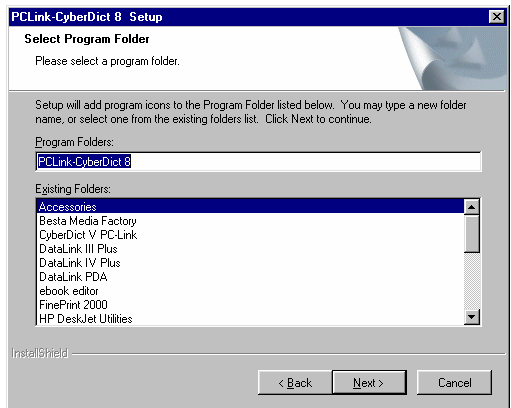 PCLink-CyberDict 8 Setup
Select Program Folder
Please select a program folder.
Setup will add program icons to the Program Folder listed below. You may type a new folder
name, or select one from the existing folders list. Click Next to continue.
Program Folders:
PCLink-CyberDict 8
Existing Folders:
Accessories
Besta Media Factory
CyberDict V PC-Link
DataLink III Plus
DataLink IV Plus
DataLink PDA
ebook editor
FinePrint 2000
HP DeskJet Utilities
InstallShield
< Back
Next >
Cancel